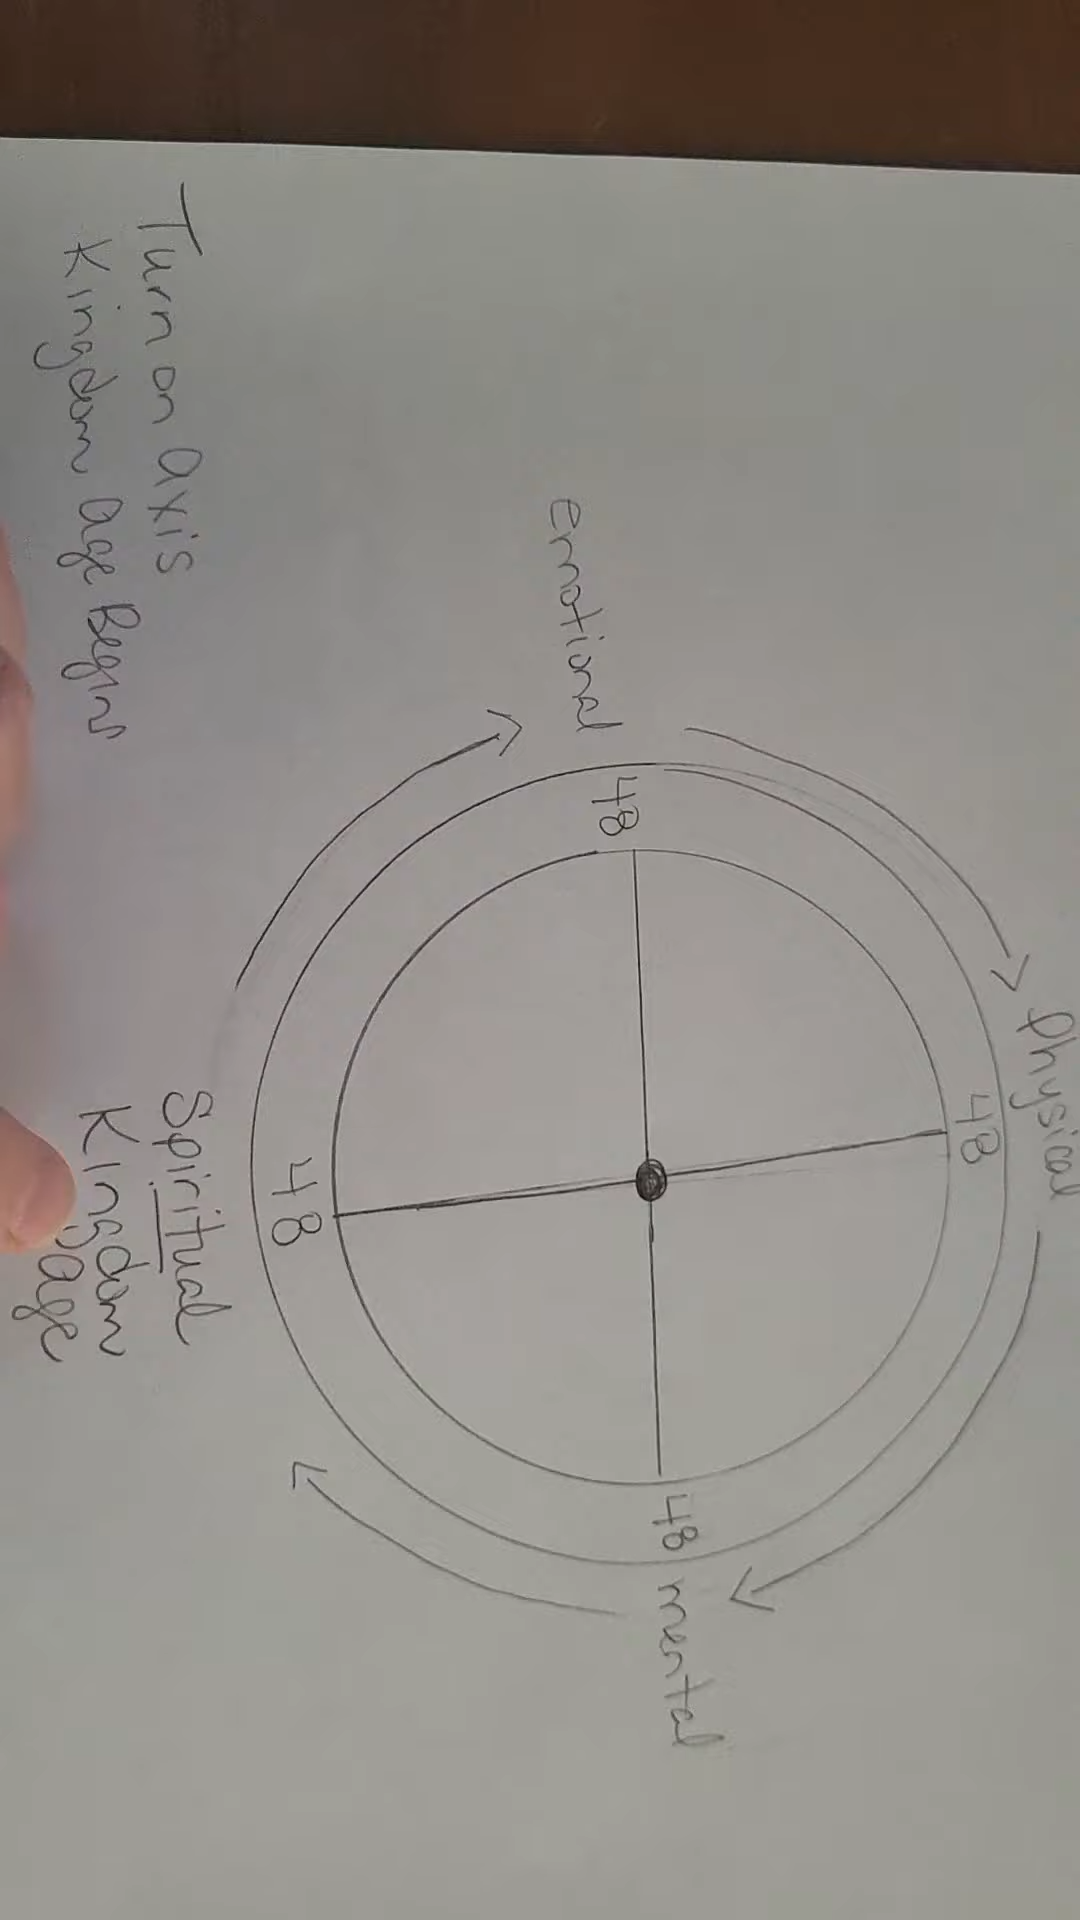 Physical
48
emotional 48
48 mental
48
Spiritual
Kingdom
age
Turn on axis
Kingdom age Begins